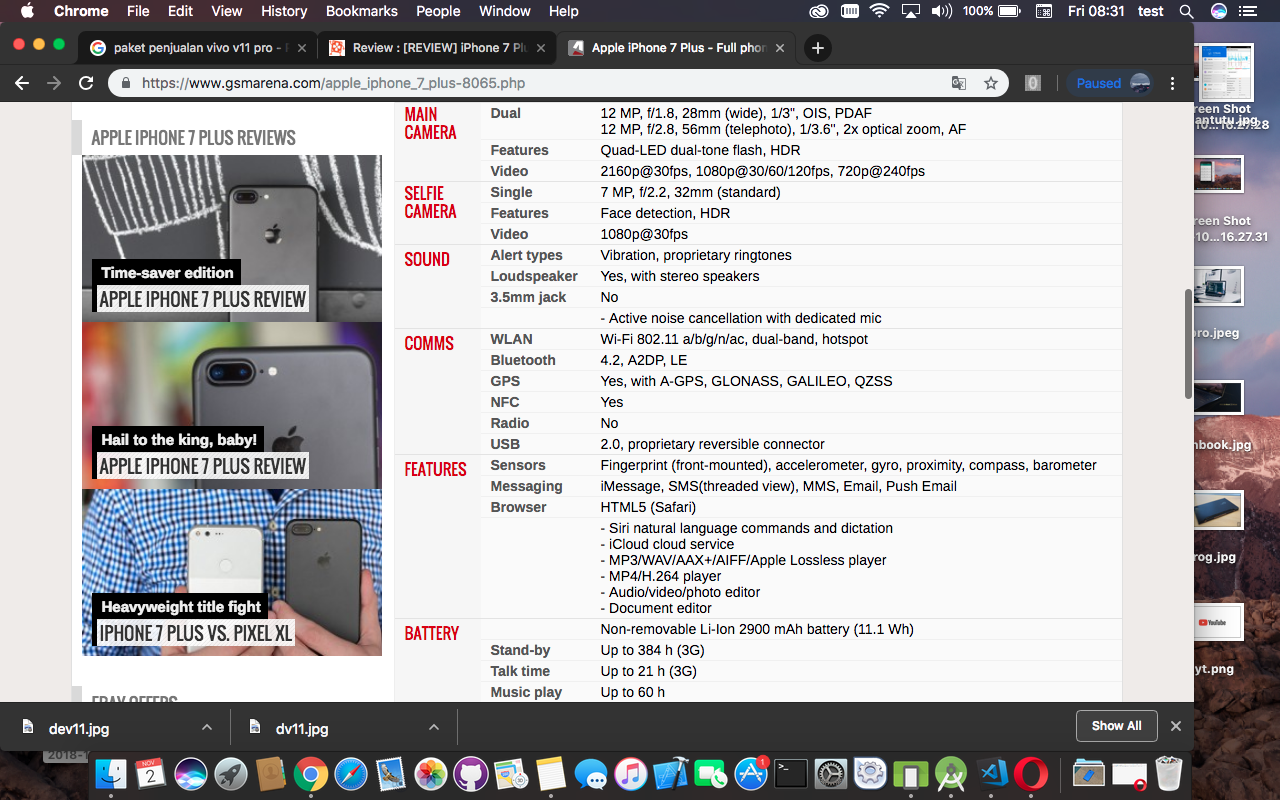 Chrome File Edit View History Bookmarks People Window Help 100% Fri 08:31 test
paket penjualan vivo v11 pro -
Review : [REVIEW] iPhone 7 Plu
Apple iPhone 7 Plus - Full phon
https://www.gsmarena.com/apple_iphone_7_plus-8065.php
Paused
APPLE IPHONE 7 PLUS REVIEWS
Time-saver edition
APPLE IPHONE 7 PLUS REVIEW
Hail to the king, baby!
APPLE IPHONE 7 PLUS REVIEW
Heavyweight title fight
IPHONE 7 PLUS VS. PIXEL XL
EBAY OFFERS
MAIN CAMERA
Dual 12 MP, f/1.8, 28mm (wide), 1/3", OIS, PDAF
12 MP, f/2.8, 56mm (telephoto), 1/3.6", 2x optical zoom, AF
Features Quad-LED dual-tone flash, HDR
Video 2160p@30fps, 1080p@30/60/120fps, 720p@240fps
SELFIE CAMERA
Single 7 MP, f/2.2, 32mm (standard)
Features Face detection, HDR
Video 1080p@30fps
SOUND
Alert types Vibration, proprietary ringtones
Loudspeaker Yes, with stereo speakers
3.5mm jack No
- Active noise cancellation with dedicated mic
COMMS
WLAN Wi-Fi 802.11 a/b/g/n/ac, dual-band, hotspot
Bluetooth 4.2, A2DP, LE
GPS Yes, with A-GPS, GLONASS, GALILEO, QZSS
NFC Yes
Radio No
USB 2.0, proprietary reversible connector
FEATURES
Sensors Fingerprint (front-mounted), accelerometer, gyro, proximity, compass, barometer
Messaging iMessage, SMS(threaded view), MMS, Email, Push Email
Browser HTML5 (Safari)
- Siri natural language commands and dictation
- iCloud cloud service
- MP3/WAV/AAX+/AIFF/Apple Lossless player
- MP4/H.264 player
- Audio/video/photo editor
- Document editor
BATTERY
Non-removable Li-Ion 2900 mAh battery (11.1 Wh)
Stand-by Up to 384 h (3G)
Talk time Up to 21 h (3G)
Music play Up to 60 h
reen Shot
antutu.jpg
10...16.27.28
reen Shot
10...16.27.31
pro.jpeg
nbook.jpg
rog.jpg
YouTube
yt.png
dev11.jpg
dv11.jpg
Show All
2018-1
NOV
2
1